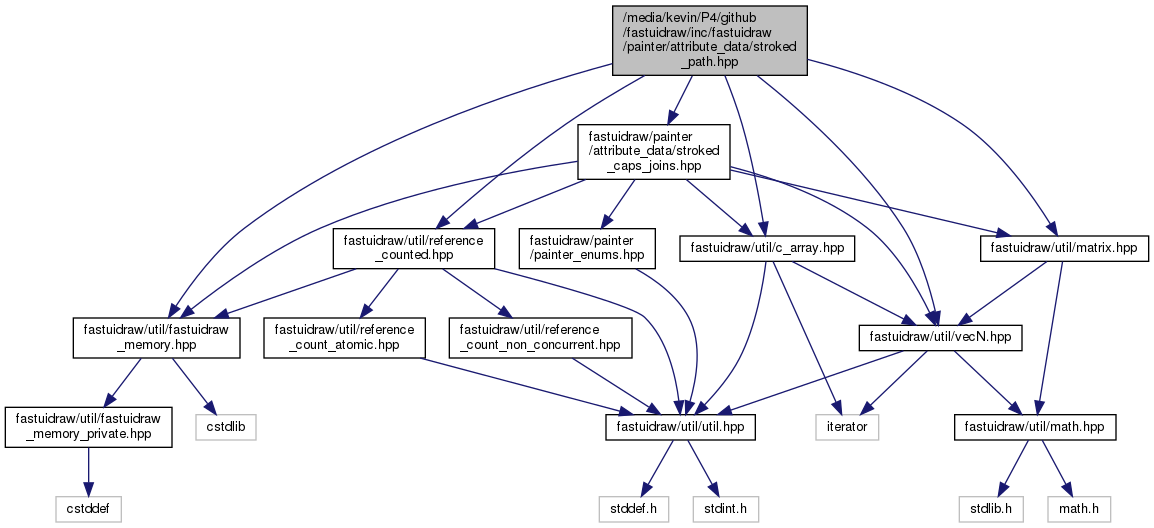 /media/kevin/P4/github
/fastuidraw/inc/fastuidraw
/painter/attribute_data/stroked
_path.hpp
fastuidraw/painter
/attribute_data/stroked
_caps_joins.hpp
fastuidraw/util/reference
_counted.hpp
fastuidraw/painter
/painter_enums.hpp
fastuidraw/util/c_array.hpp
fastuidraw/util/matrix.hpp
fastuidraw/util/fastuidraw
_memory.hpp
fastuidraw/util/reference
_count_atomic.hpp
fastuidraw/util/reference
_count_non_concurrent.hpp
fastuidraw/util/vecN.hpp
fastuidraw/util/fastuidraw
_memory_private.hpp
cstdlib
fastuidraw/util/util.hpp
iterator
fastuidraw/util/math.hpp
cstddef
stddef.h
stdint.h
stdlib.h
math.h